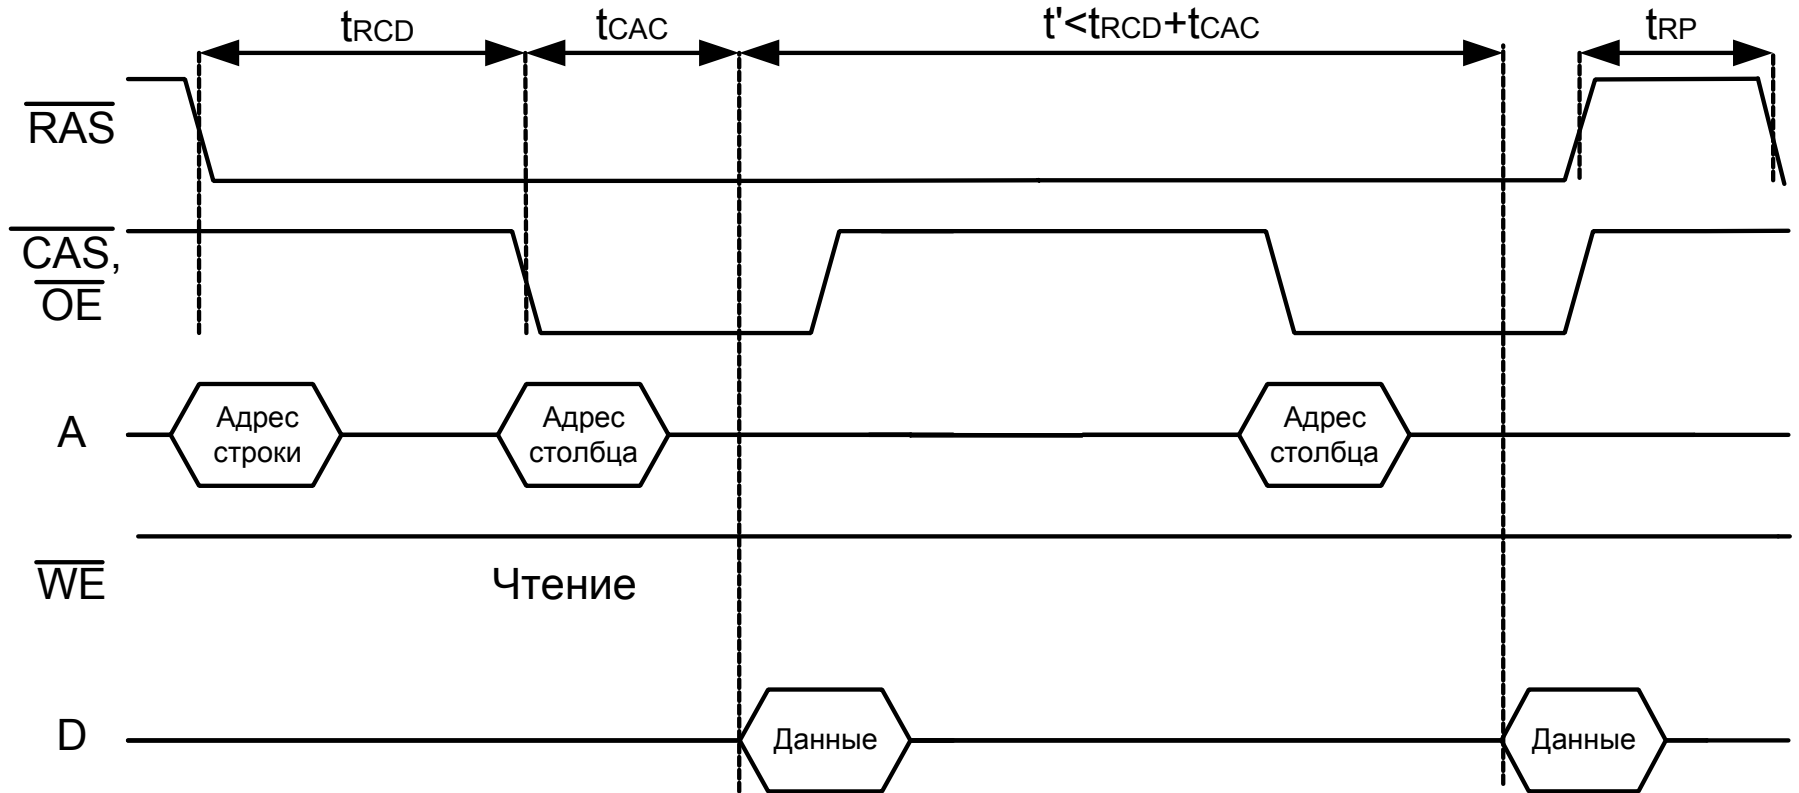 tRCD
tCAC
t'<tRCD+tCAC
tRP
RAS
CAS,
OE
A
Адрес
строки
Адрес
столбца
Адрес
столбца
WE
Чтение
D
Данные
Данные